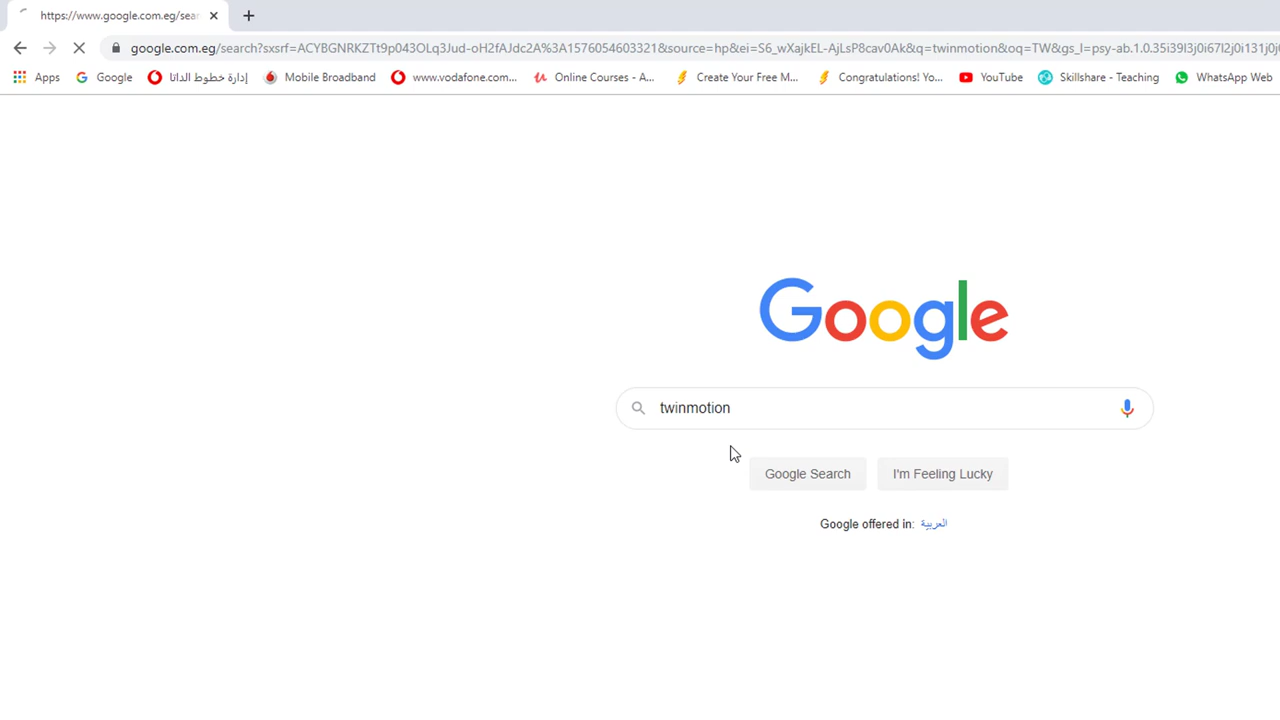 https://www.google.com.eg/sear
google.com.eg/search?sxsrf=ACYBGNRKZTt9p043OLq3Jud-oH2fAJdc2A%3A1576054603321&source=hp&ei=S6_wXajkEL-AjLsP8cav0Ak&q=twinmotion&oq=TW&gs_l=psy-ab.1.0.35i39l3j0i67l2j0i131j0j
Apps Google إدارة خطوط الداتا Mobile Broadband www.vodafone.com... Online Courses - A... Create Your Free M... Congratulations! Yo... YouTube Skillshare - Teaching WhatsApp Web
Google
twinmotion
Google Search I'm Feeling Lucky
Google offered in: العربية